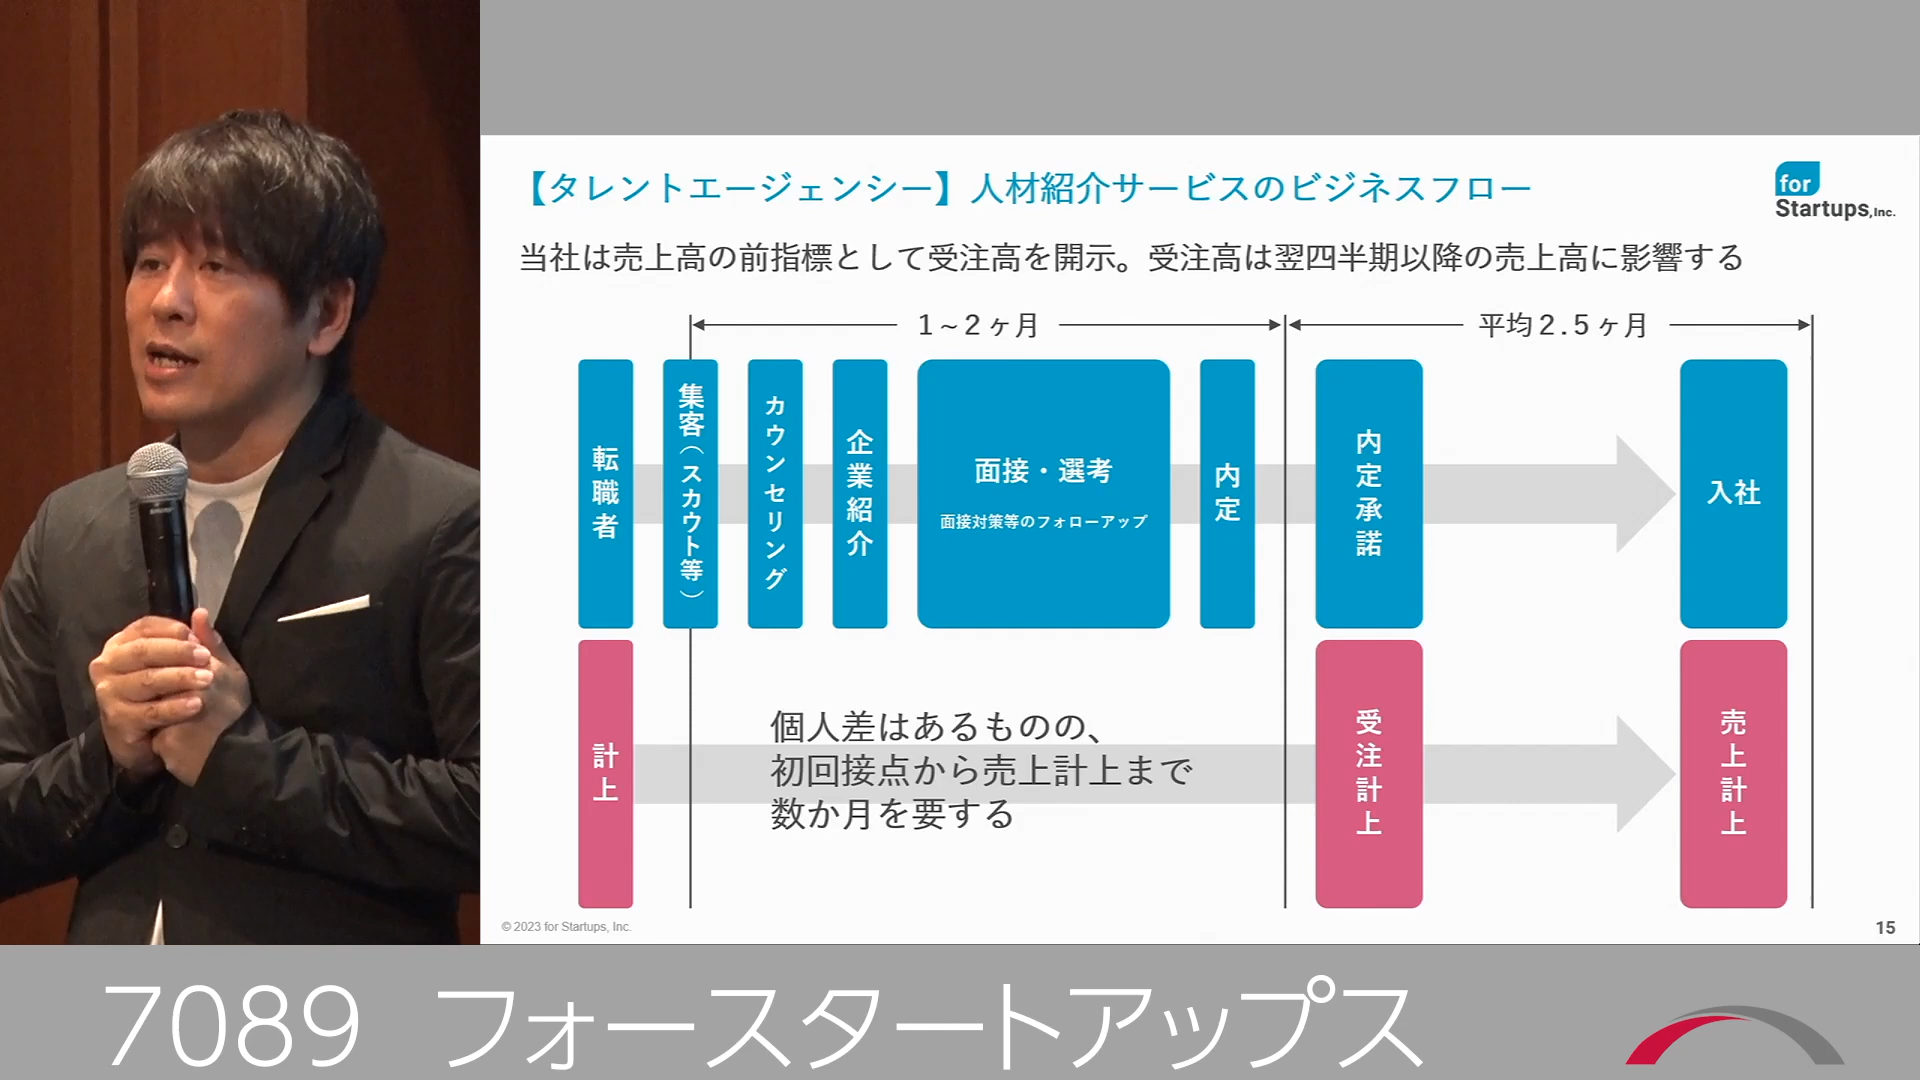 【タレントエージェンシー】人材紹介サービスのビジネスフロー
for
Startups, Inc.
当社は売上高の前指標として受注高を開示。受注高は翌四半期以降の売上高に影響する
1～2ヶ月
平均2.5ヶ月
転職者
集客（スカウト等）
カウンセリング
企業紹介
面接・選考
面接対策等のフォローアップ
内定
内定承諾
入社
計上
個人差はあるものの、
初回接点から売上計上まで
数か月を要する
受注計上
売上計上
© 2023 for Startups, Inc.
15
7089 フォースタートアップス